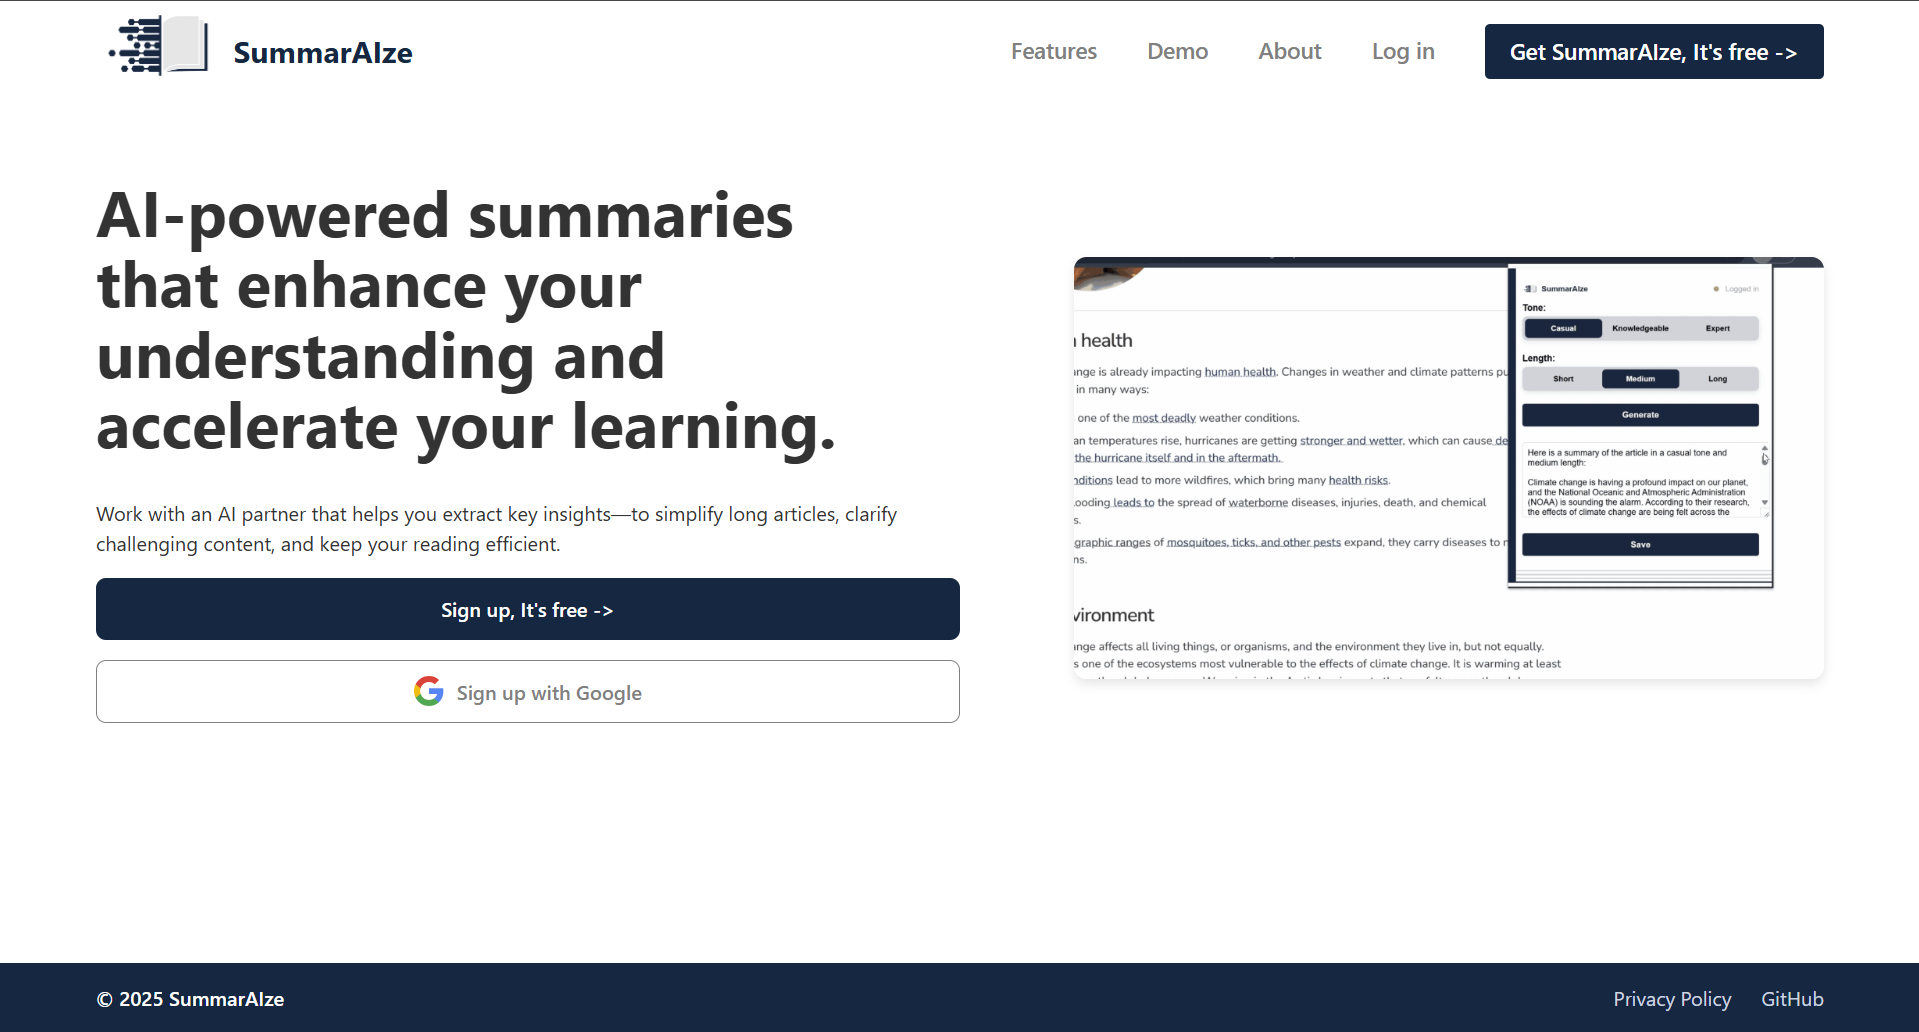 SummarAIze
Features
Demo
About
Log in
Get SummarAIze, It's free ->
AI-powered summaries
that enhance your
understanding and
accelerate your learning.
Work with an AI partner that helps you extract key insights—to simplify long articles, clarify
challenging content, and keep your reading efficient.
Sign up, It's free ->
Sign up with Google
health
ange is already impacting human health. Changes in weather and climate patterns pu
in many ways:
one of the most deadly weather conditions.
an temperatures rise, hurricanes are getting stronger and wetter, which can cause de
the hurricane itself and in the aftermath.
nditions lead to more wildfires, which bring many health risks.
ooding leads to the spread of waterborne diseases, injuries, death, and chemical
s.
graphic ranges of mosquitoes, ticks, and other pests expand, they carry diseases to n
ns.
vironment
ange affects all living things, or organisms, and the environment they live in, but not equally.
s one of the ecosystems most vulnerable to the effects of climate change. It is warming at least
SummarAIze
Logged in
Tone:
Casual
Knowledgeable
Expert
Length:
Short
Medium
Long
Generate
Here is a summary of the article in a casual tone and
medium length:
Climate change is having a profound impact on our planet,
and the National Oceanic and Atmospheric Administration
(NOAA) is sounding the alarm. According to their research,
the effects of climate change are being felt across the
Save
© 2025 SummarAIze
Privacy Policy
GitHub